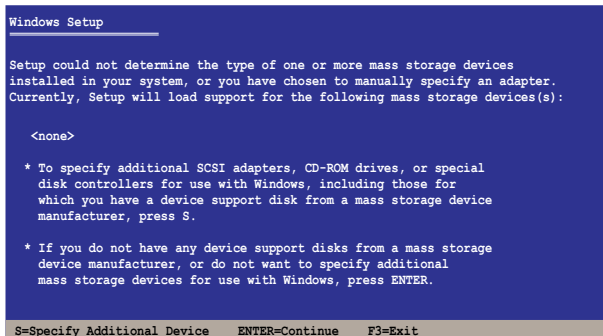 Windows Setup
Setup could not determine the type of one or more mass storage devices
installed in your system, or you have chosen to manually specify an adapter.
Currently, Setup will load support for the following mass storage devices(s):
<none>
* To specify additional SCSI adapters, CD-ROM drives, or special
disk controllers for use with Windows, including those for
which you have a device support disk from a mass storage device
manufacturer, press S.
* If you do not have any device support disks from a mass storage
device manufacturer, or do not want to specify additional
mass storage devices for use with Windows, press ENTER.
S=Specify Additional Device ENTER=Continue F3=Exit